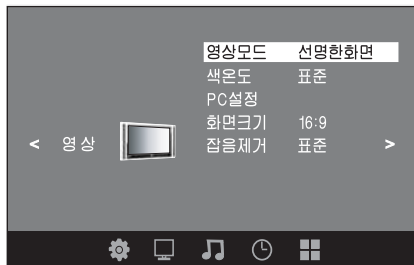 영상모드 선명한화면
색온도 표준
PC설정
화면크기 16:9
< 영상 >
잡음제거 표준